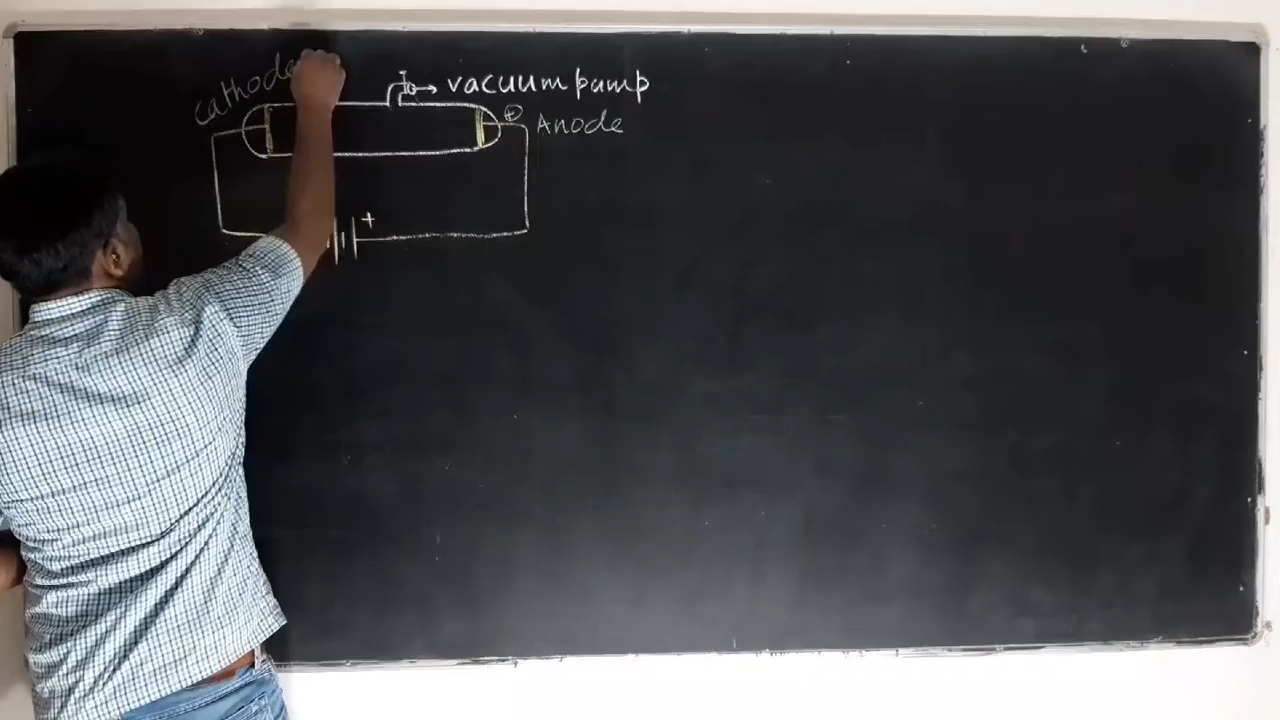 cathode
vacuum pump
+ Anode
+